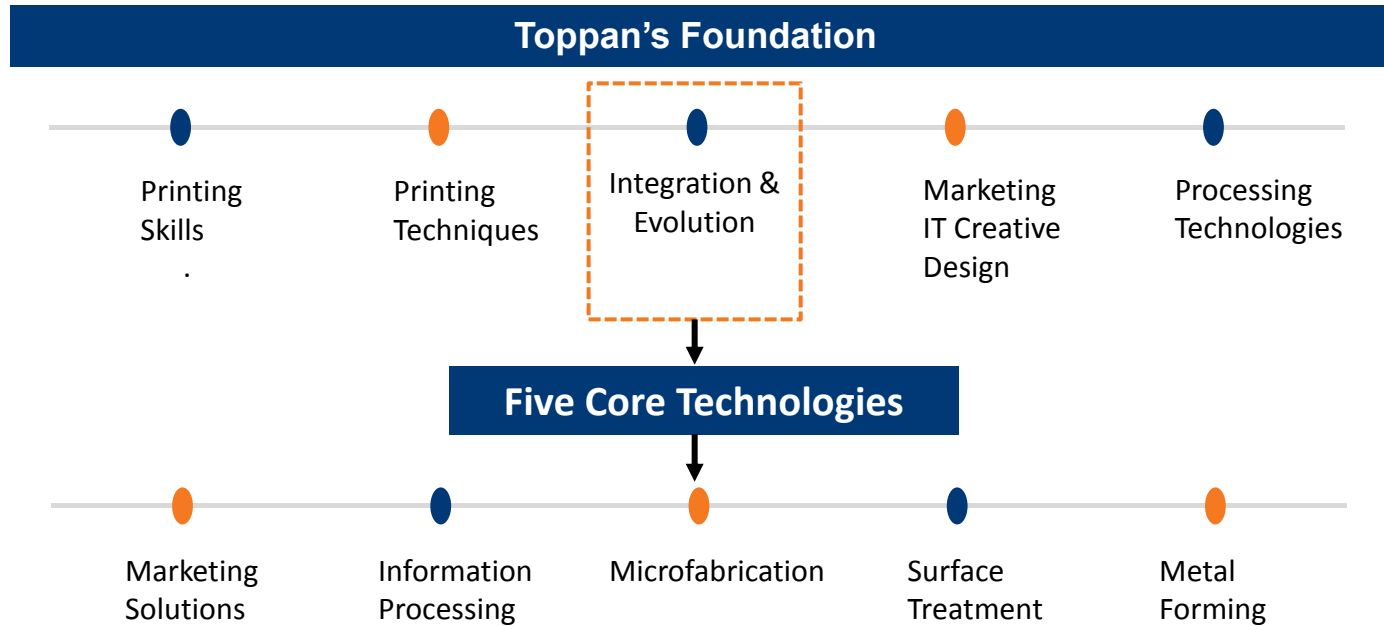 Toppan's Foundation
Printing
Skills
.
Printing
Techniques
Integration &
Evolution
Marketing
IT Creative
Design
Processing
Technologies
Five Core Technologies
Marketing
Solutions
Information
Processing
Microfabrication
Surface
Treatment
Metal
Forming